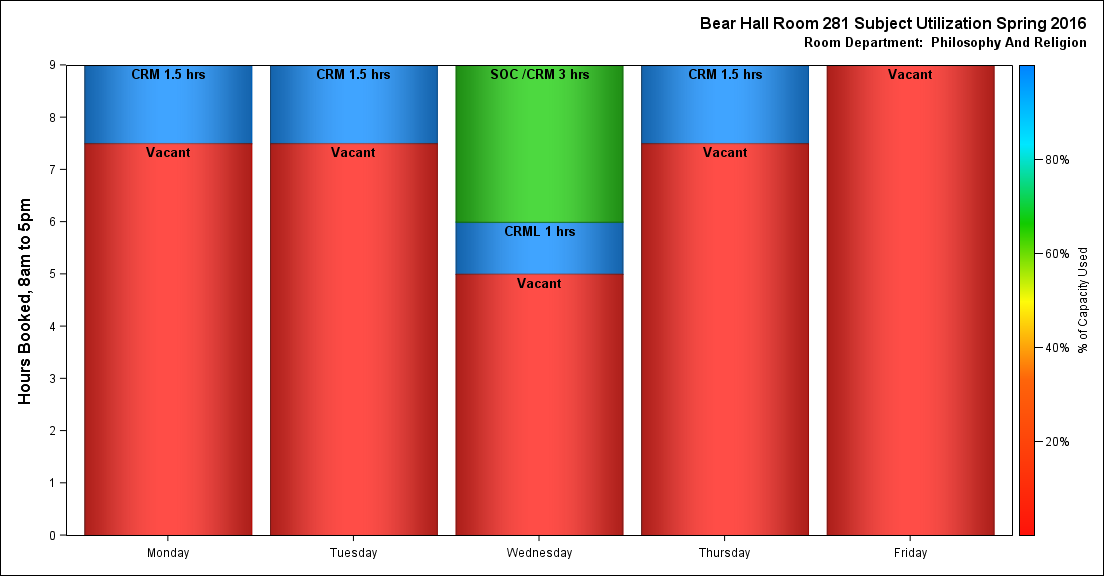 Bear Hall Room 281 Subject Utilization Spring 2016
Room Department:  Philosophy And Religion
Hours Booked, 8am to 5pm
9
8
7
6
5
4
3
2
1
0
CRM 1.5 hrs
Vacant
CRM 1.5 hrs
Vacant
SOC /CRM 3 hrs
CRML 1 hrs
Vacant
CRM 1.5 hrs
Vacant
Vacant
Monday
Tuesday
Wednesday
Thursday
Friday
80%
60%
40%
20%
% of Capacity Used